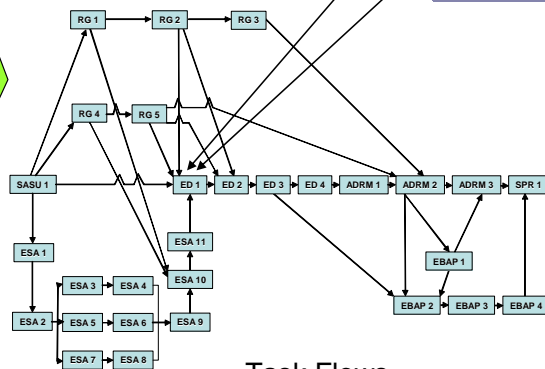 RG 1 RG 2 RG 3
RG 4 RG 5
SASU 1 ED 1 ED 2 ED 3 ED 4 ADRM 1 ADRM 2 ADRM 3 SPR 1
ESA 11
ESA 1 EBAP 1
ESA 3 ESA 4 ESA 10
EBAP 2 EBAP 3 EBAP 4
ESA 2 ESA 5 ESA 6 ESA 9
ESA 7 ESA 8
Task Flows